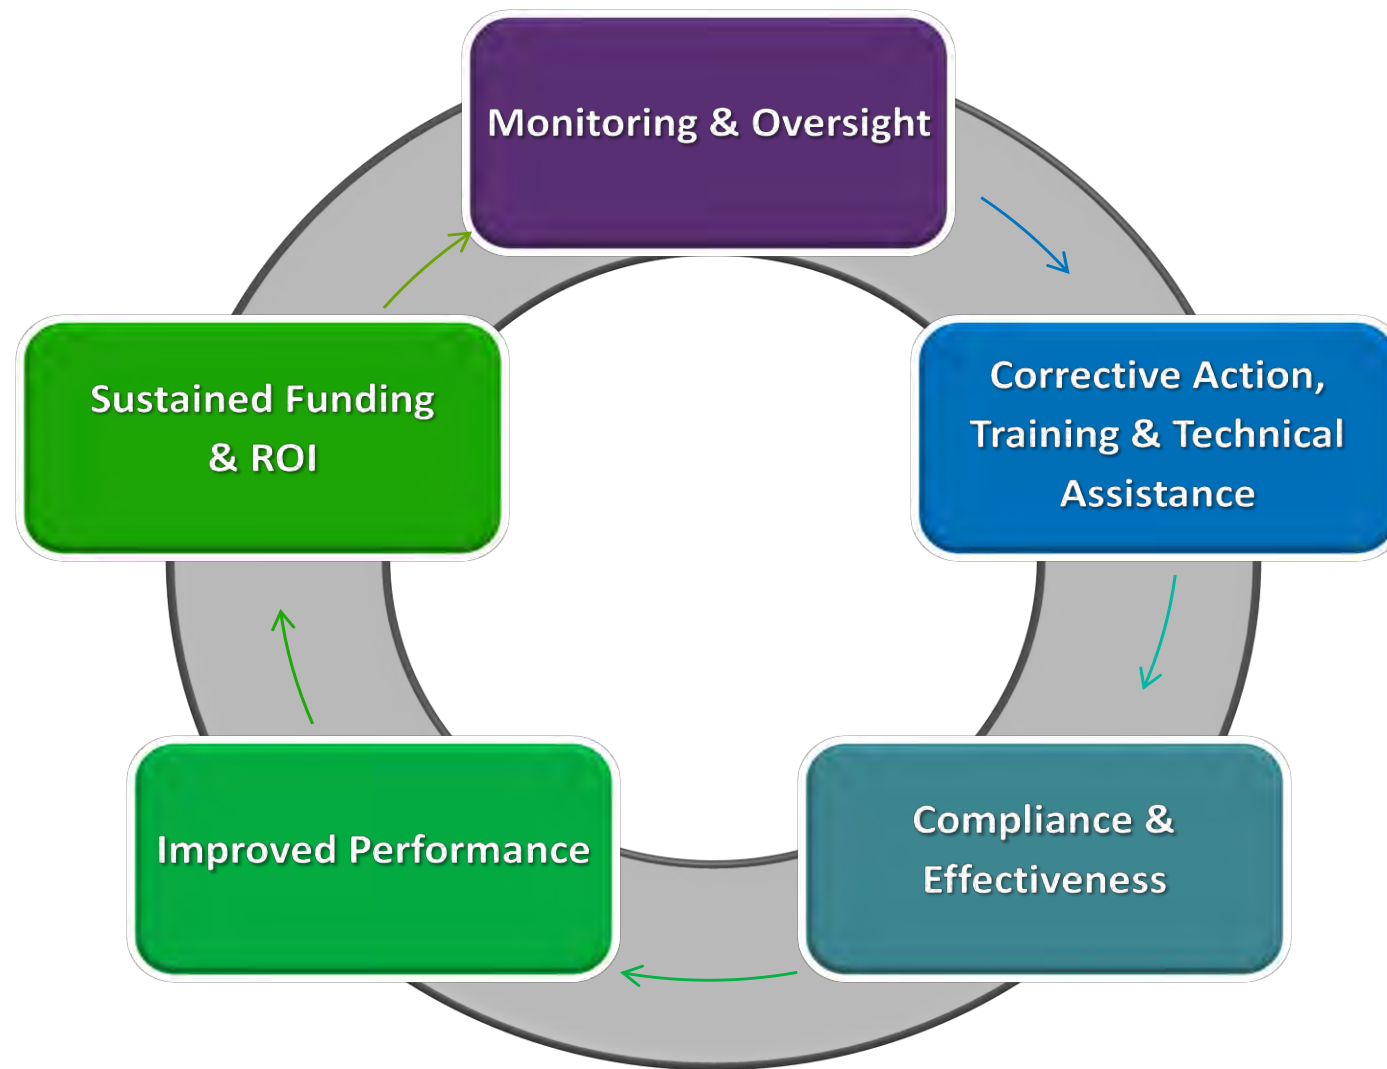 Monitoring & Oversight
Corrective Action,
Training & Technical
Assistance
Compliance &
Effectiveness
Improved Performance
Sustained Funding
& ROI